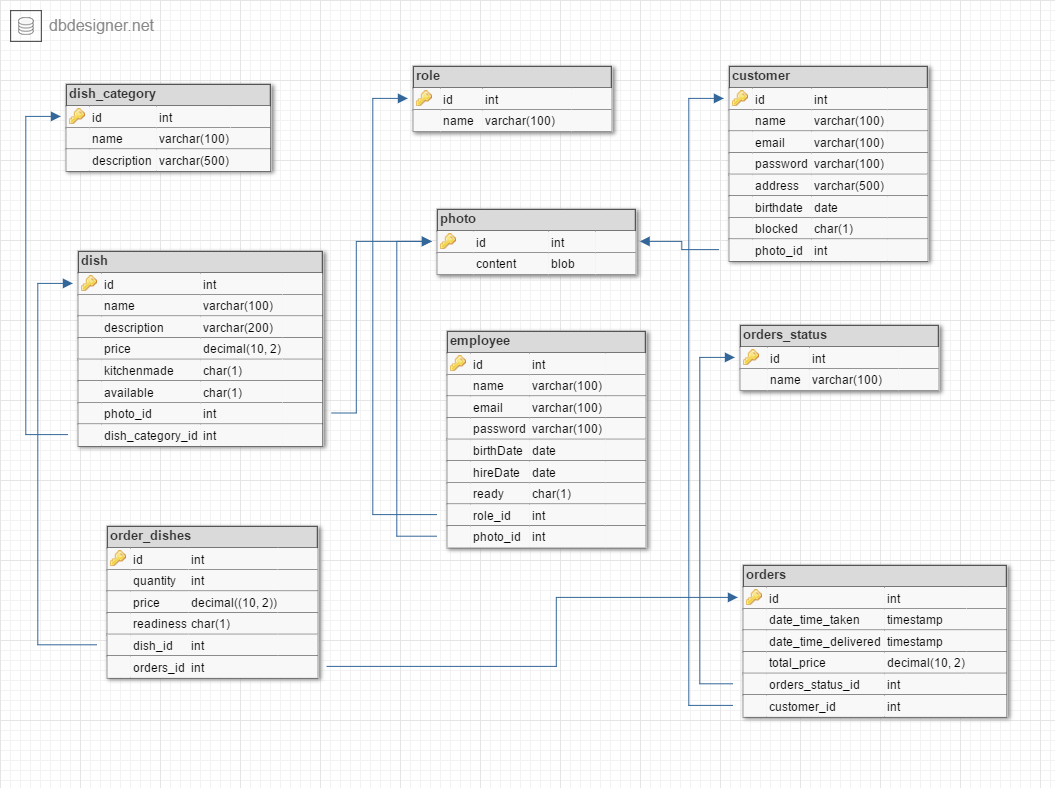 dbdesigner.net
dish_category
id int
name varchar(100)
description varchar(500)
role
id int
name varchar(100)
customer
id int
name varchar(100)
email varchar(100)
password varchar(100)
address varchar(500)
birthdate date
blocked char(1)
photo_id int
photo
id int
content blob
dish
id int
name varchar(100)
description varchar(200)
price decimal(10, 2)
kitchenmade char(1)
available char(1)
photo_id int
dish_category_id int
employee
id int
name varchar(100)
email varchar(100)
password varchar(100)
birthDate date
hireDate date
ready char(1)
role_id int
photo_id int
orders_status
id int
name varchar(100)
order_dishes
id int
quantity int
price decimal((10, 2))
readiness char(1)
dish_id int
orders_id int
orders
id int
date_time_taken timestamp
date_time_delivered timestamp
total_price decimal(10, 2)
orders_status_id int
customer_id int